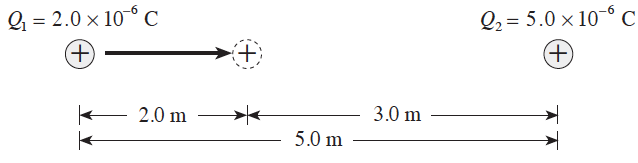 Q₁ = 2.0 × 10⁻⁶ C
Q₂ = 5.0 × 10⁻⁶ C
+ + +
2.0 m 3.0 m
5.0 m